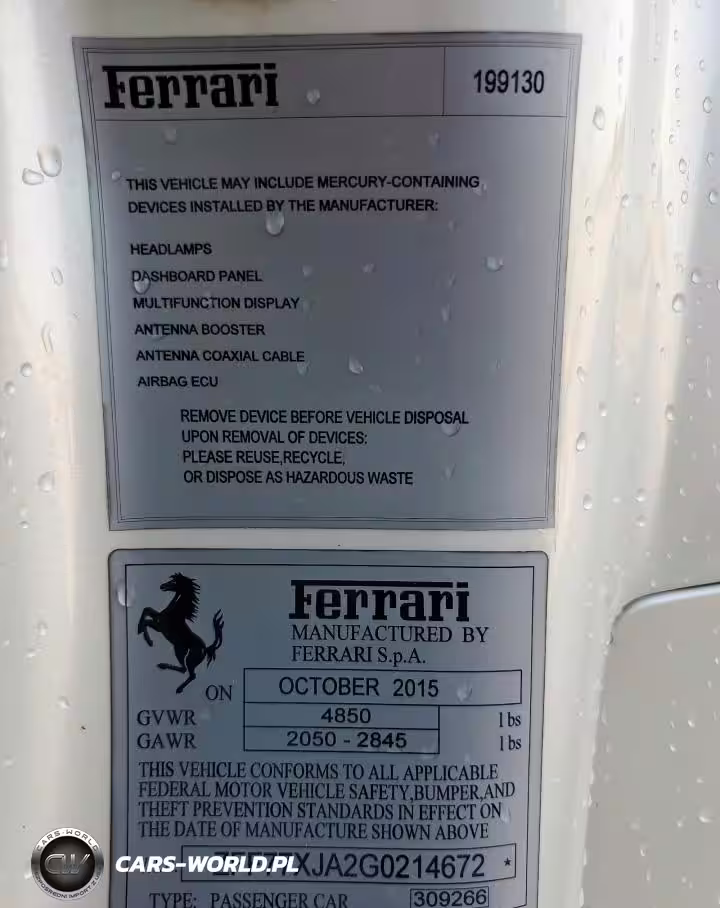 Ferrari 199130
THIS VEHICLE MAY INCLUDE MERCURY-CONTAINING
DEVICES INSTALLED BY THE MANUFACTURER:
HEADLAMPS
DASHBOARD PANEL
MULTIFUNCTION DISPLAY
ANTENNA BOOSTER
ANTENNA COAXIAL CABLE
AIRBAG ECU
REMOVE DEVICE BEFORE VEHICLE DISPOSAL
UPON REMOVAL OF DEVICES:
PLEASE REUSE,RECYCLE,
OR DISPOSE AS HAZARDOUS WASTE
Ferrari
MANUFACTURED BY
FERRARI S.p.A.
ON OCTOBER 2015
GVWR 4850 lbs
GAWR 2050 - 2845 lbs
THIS VEHICLE CONFORMS TO ALL APPLICABLE
FEDERAL MOTOR VEHICLE SAFETY,BUMPER,AND
THEFT PREVENTION STANDARDS IN EFFECT ON
THE DATE OF MANUFACTURE SHOWN ABOVE
TYPE: PASSENGER CAR 309266
CARS-WORLD
CW
CARS-WORLD.PL